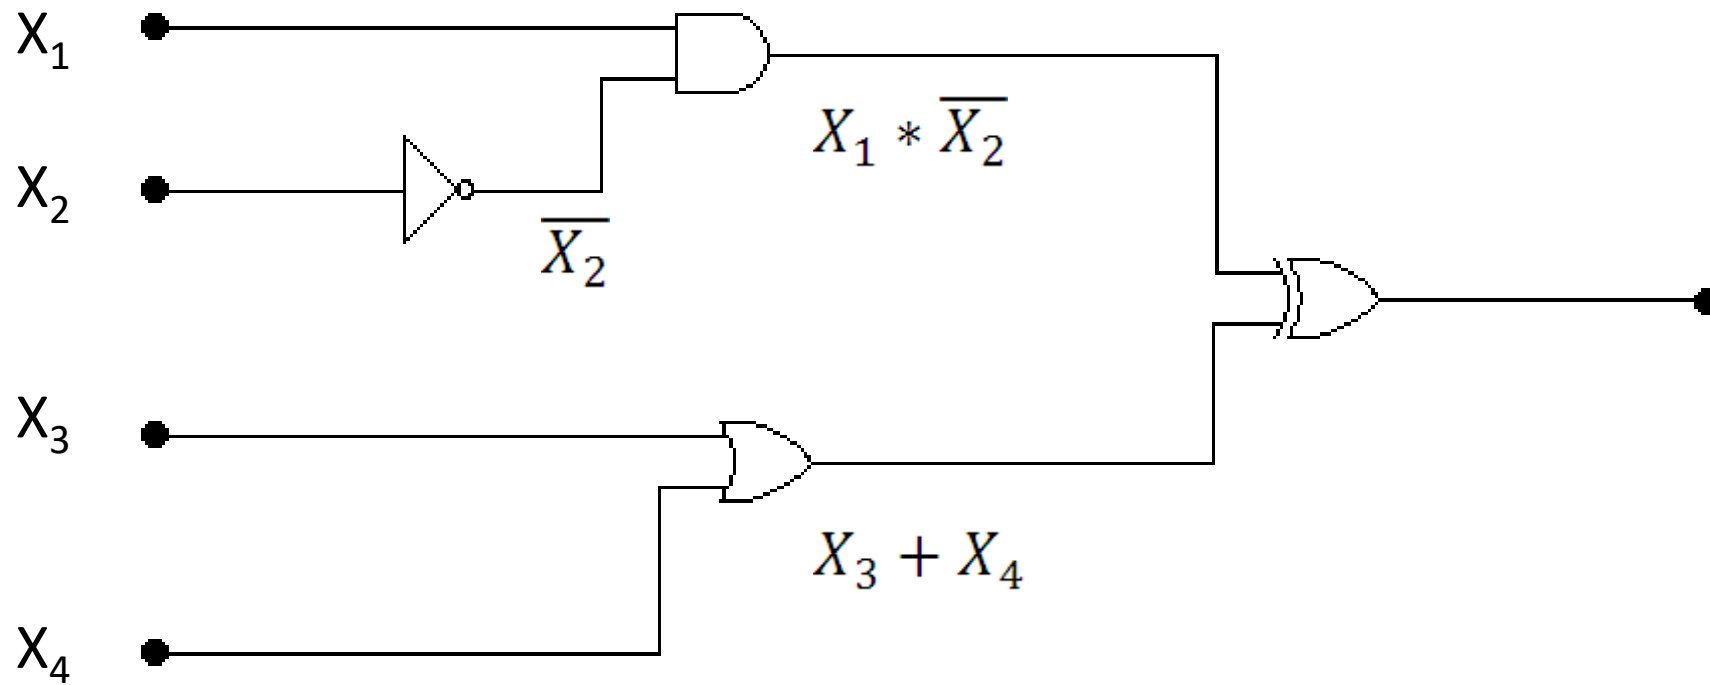 X₁
X₁ * X̅₂
X₂
X̅₂
X₃
X₃ + X₄
X₄